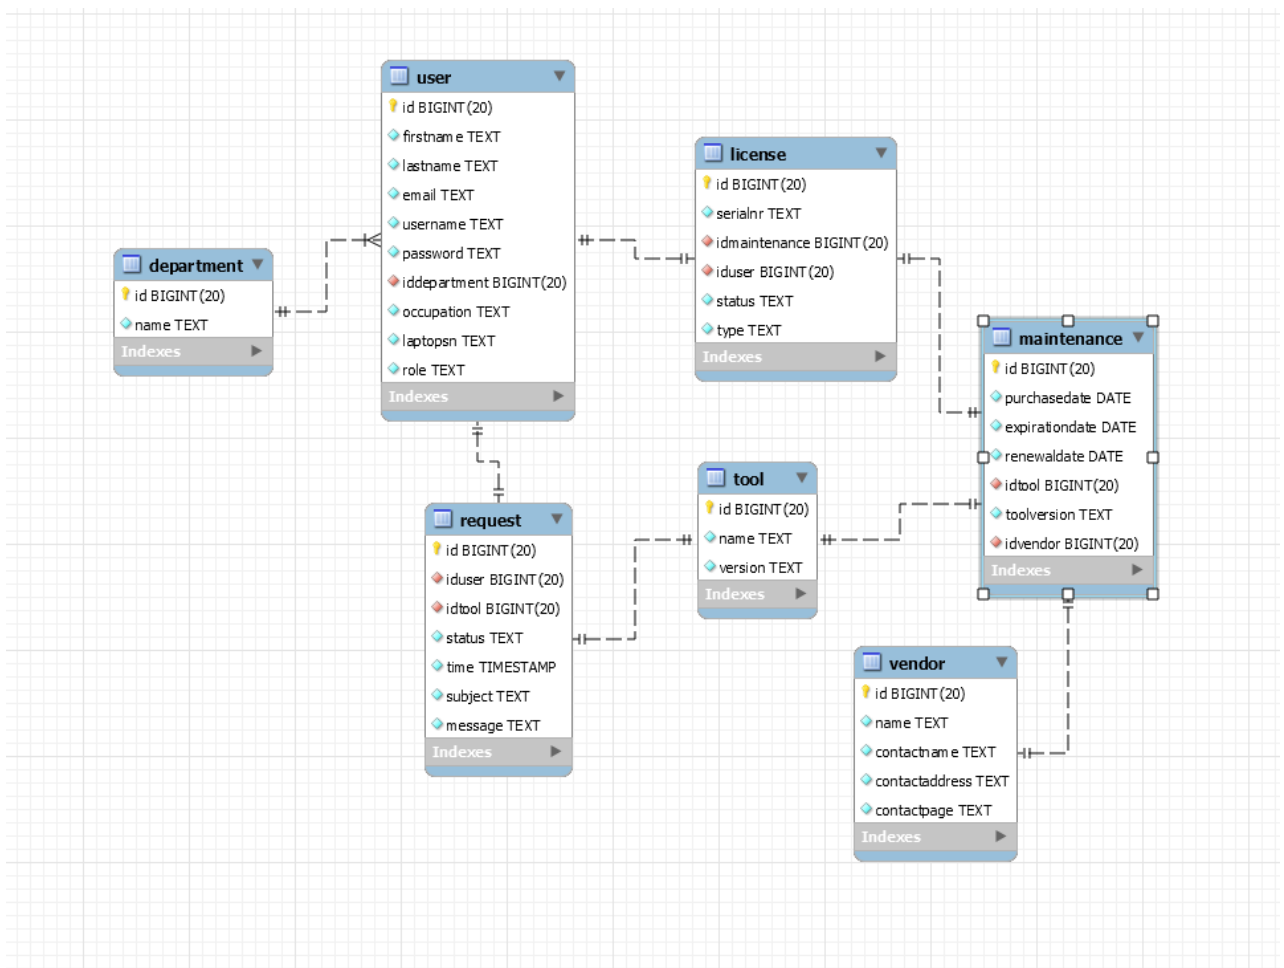 user
id BIGINT(20)
firstname TEXT
lastname TEXT
email TEXT
username TEXT
password TEXT
iddepartment BIGINT(20)
occupation TEXT
laptopsn TEXT
role TEXT
Indexes
license
id BIGINT(20)
serialnr TEXT
idmaintenance BIGINT(20)
iduser BIGINT(20)
status TEXT
type TEXT
Indexes
department
id BIGINT(20)
name TEXT
Indexes
maintenance
id BIGINT(20)
purchasedate DATE
expirationdate DATE
renewaldate DATE
idtool BIGINT(20)
toolversion TEXT
idvendor BIGINT(20)
Indexes
tool
id BIGINT(20)
name TEXT
version TEXT
Indexes
request
id BIGINT(20)
iduser BIGINT(20)
idtool BIGINT(20)
status TEXT
time TIMESTAMP
subject TEXT
message TEXT
Indexes
vendor
id BIGINT(20)
name TEXT
contactname TEXT
contactaddress TEXT
contactpage TEXT
Indexes